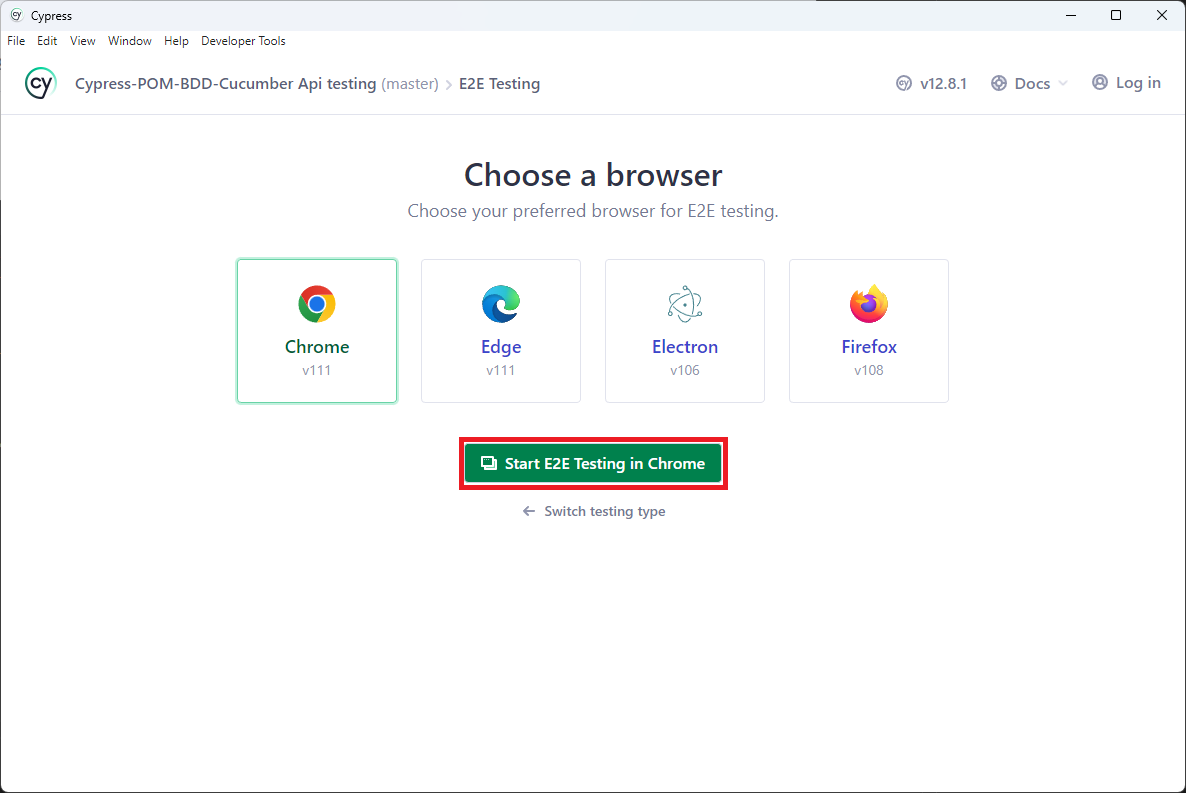 Cypress
File Edit View Window Help Developer Tools
cy Cypress-POM-BDD-Cucumber Api testing (master) > E2E Testing v12.8.1 Docs Log in
Choose a browser
Choose your preferred browser for E2E testing.
Chrome Edge Electron Firefox
v111 v111 v106 v108
Start E2E Testing in Chrome
← Switch testing type